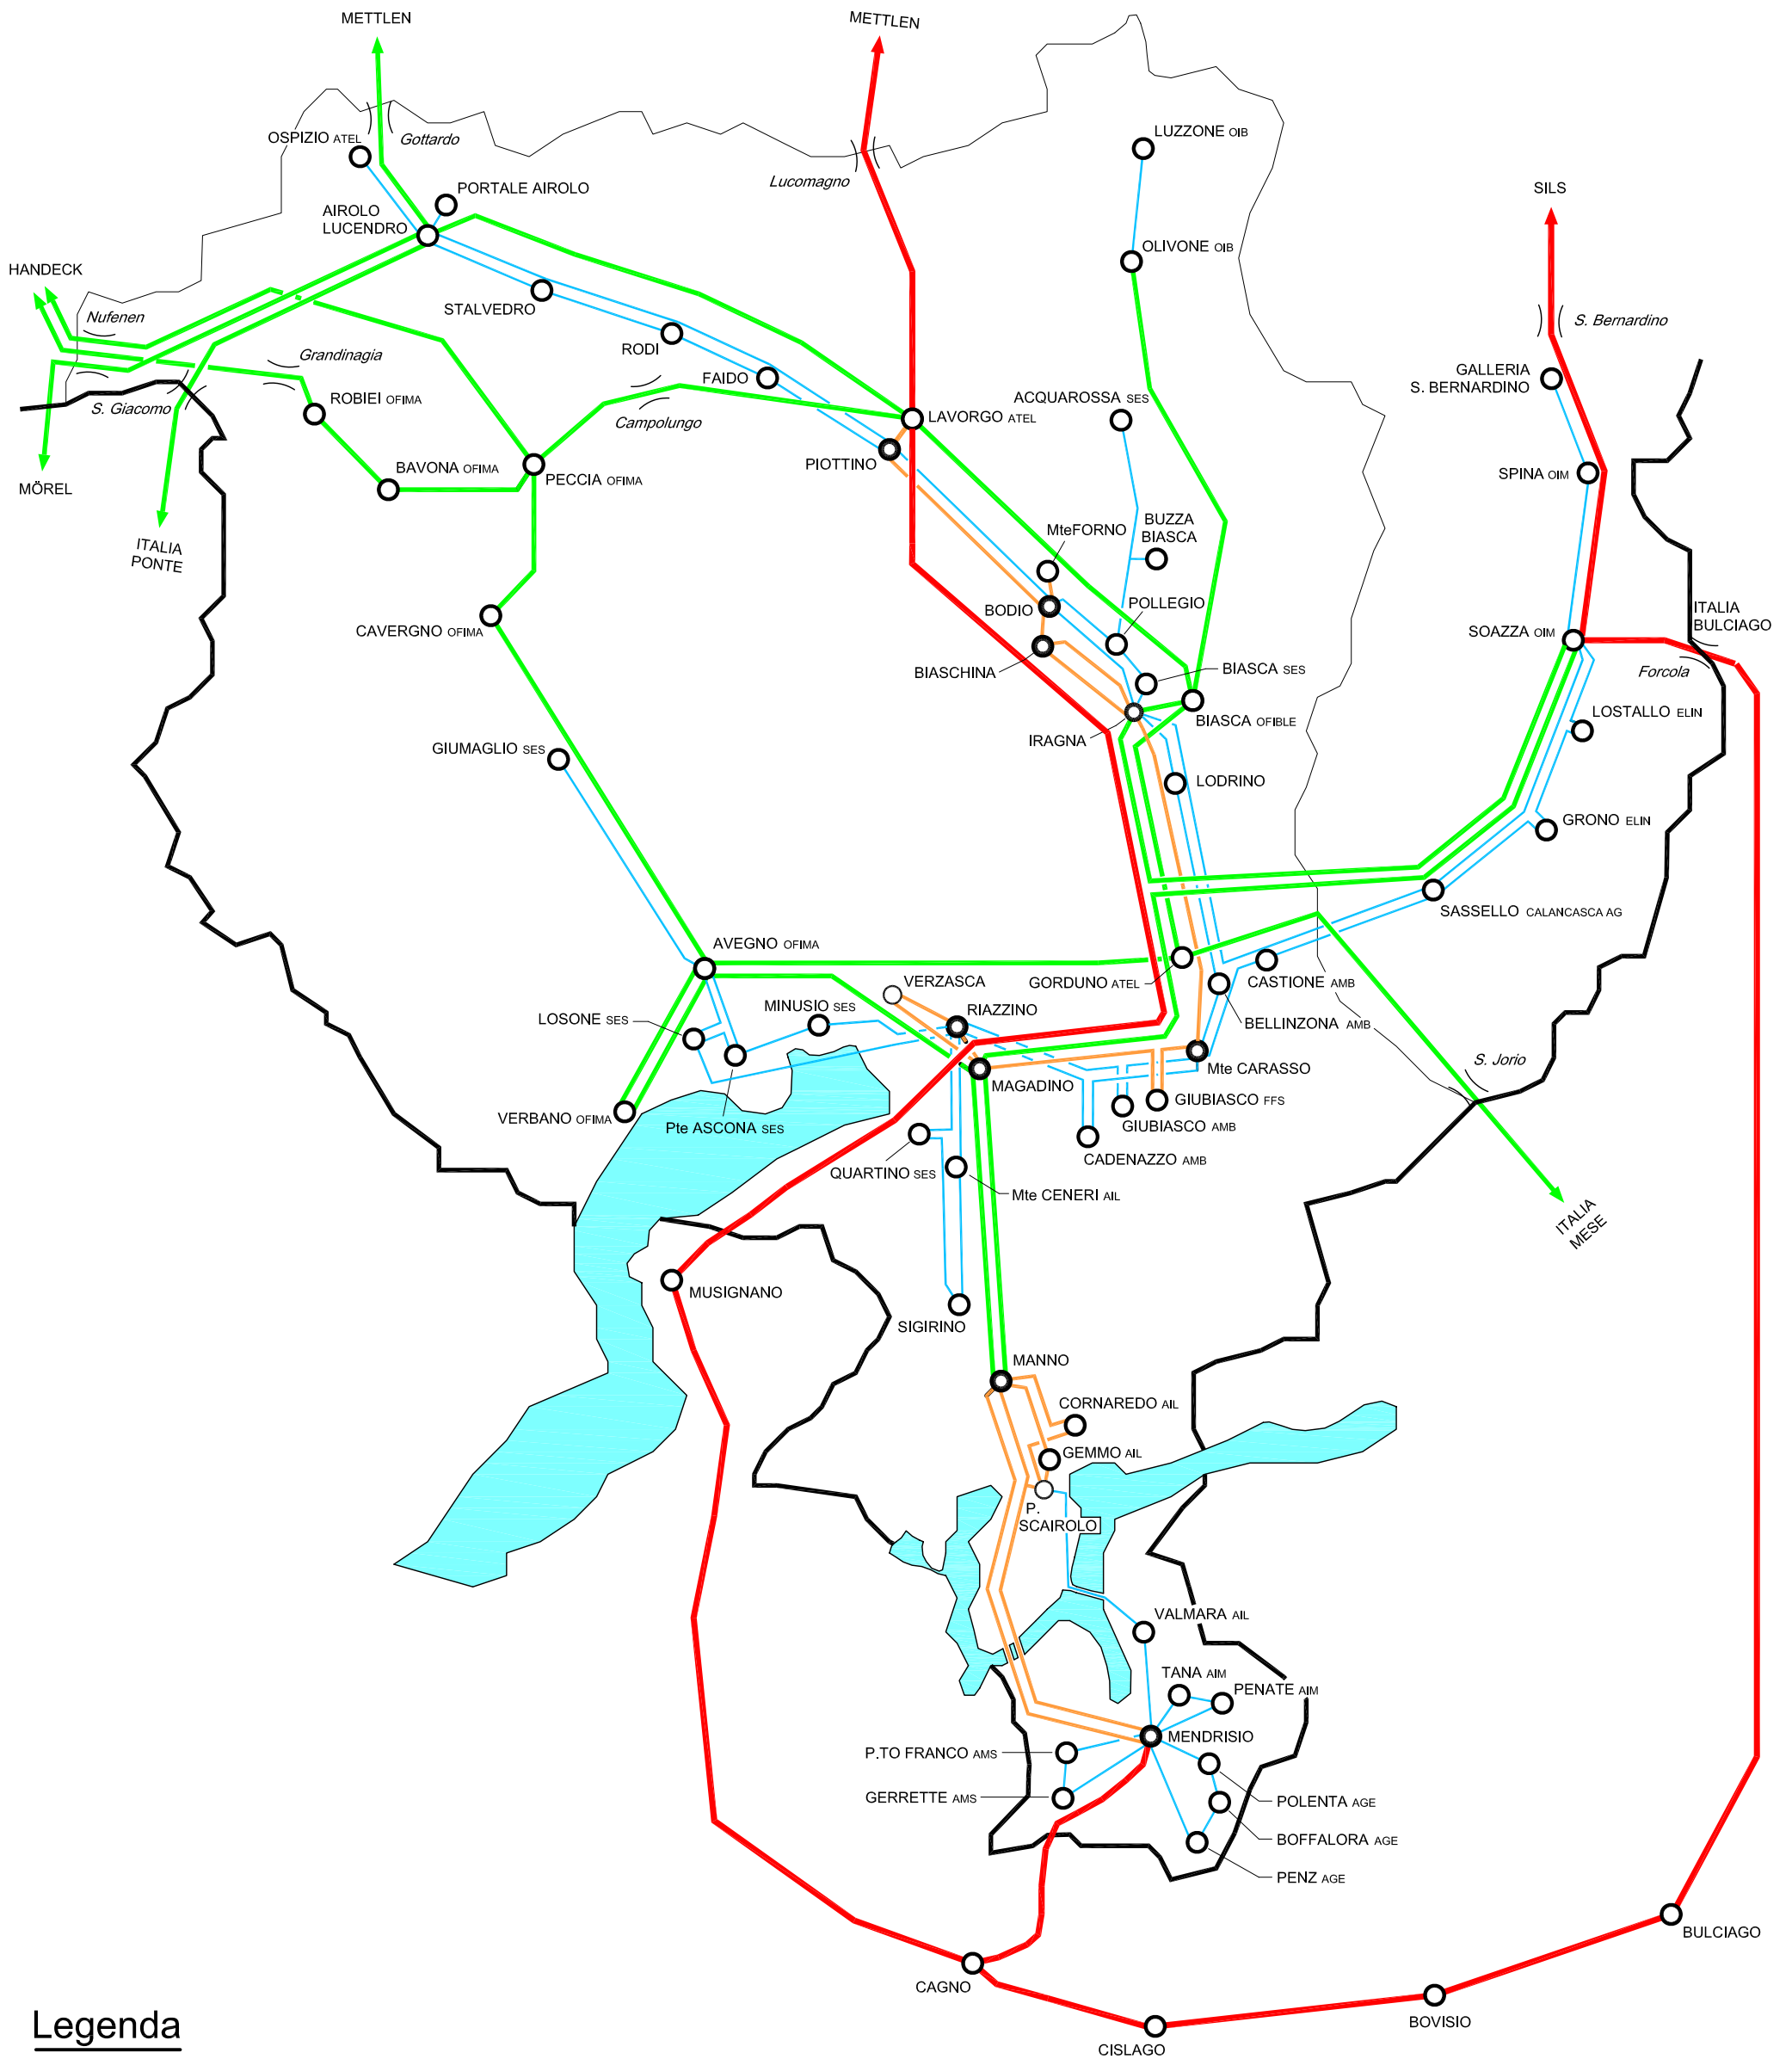 METTLEN
METTLEN
OSPIZIO ATEL
Gottardo
LUZZONE OIB
Lucomagno
PORTALE AIROLO
SILS
AIROLO
LUCENDRO
OLIVONE OIB
HANDECK
Nufenen
STALVEDRO
S. Bernardino
RODI
Grandinagia
FAIDO
GALLERIA
S. BERNARDINO
ROBIEI OFIMA
S. Giacomo
Campolungo
ACQUAROSSA SES
LAVORGO ATEL
PIOTTINO
BAVONA OFIMA
PECCIA OFIMA
SPINA OIM
MÖREL
ITALIA
PONTE
MteFORNO
BUZZA
BIASCA
BODIO
POLLEGIO
ITALIA
BULCIAGO
CAVERGNO OFIMA
SOAZZA OIM
BIASCHINA
BIASCA SES
Forcola
LOSTALLO ELIN
BIASCA OFIBLE
IRAGNA
GIUMAGLIO SES
LODRINO
GRONO ELIN
SASSELLO CALANCASCA AG
AVEGNO OFIMA
VERZASCA
GORDUNO ATEL
CASTIONE AMB
MINUSIO SES
RIAZZINO
LOSONE SES
BELLINZONA AMB
S. Jorio
Mte CARASSO
MAGADINO
GIUBIASCO FFS
VERBANO OFIMA
Pte ASCONA SES
GIUBIASCO AMB
CADENAZZO AMB
QUARTINO SES
Mte CENERI AIL
ITALIA
MESE
MUSIGNANO
SIGIRINO
MANNO
CORNAREDO AIL
GEMMO AIL
P.
SCAIROLO
VALMARA AIL
TANA AIM
PENATE AIM
MENDRISIO
P.TO FRANCO AMS
GERRETTE AMS
POLENTA AGE
BOFFALORA AGE
PENZ AGE
BULCIAGO
CAGNO
BOVISIO
CISLAGO
Legenda